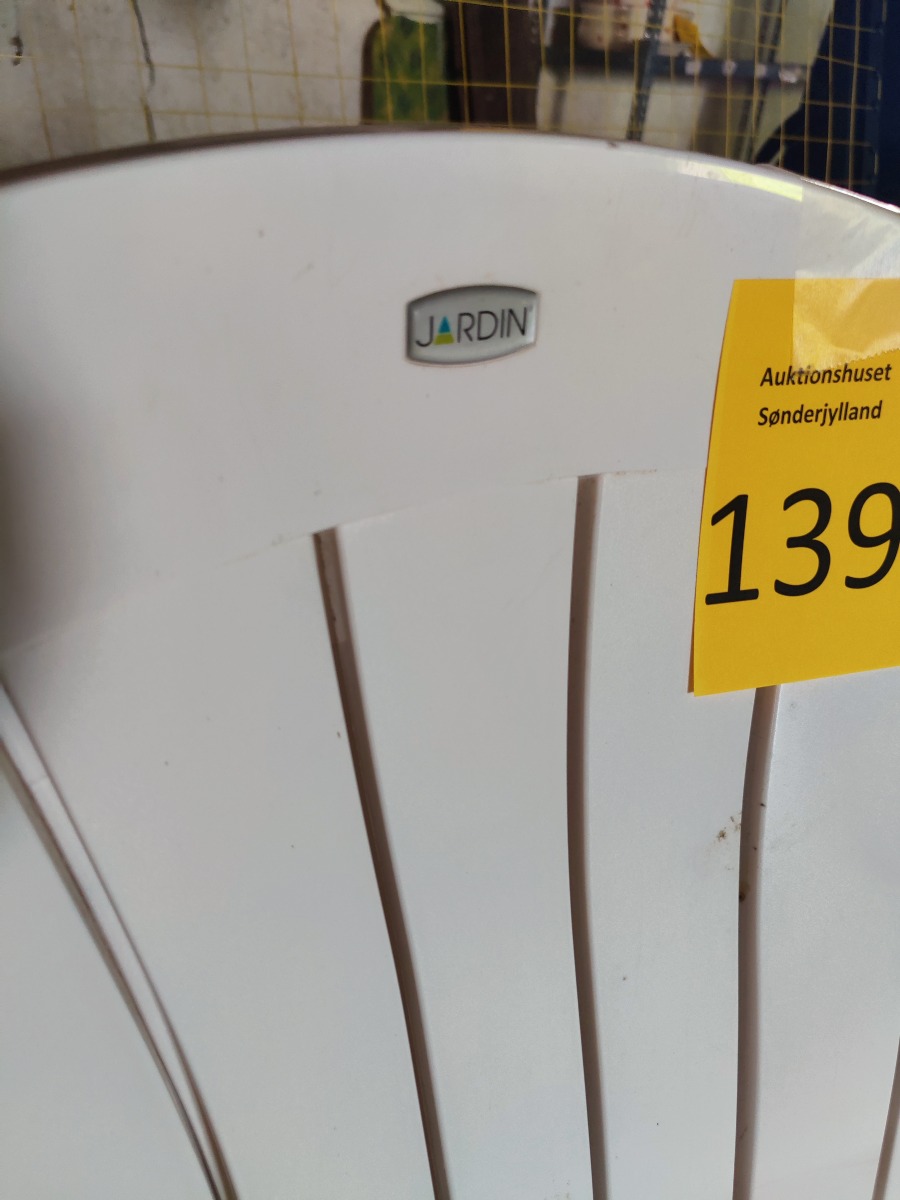 JARDIN
Auktionshuset
Sønderjylland
139